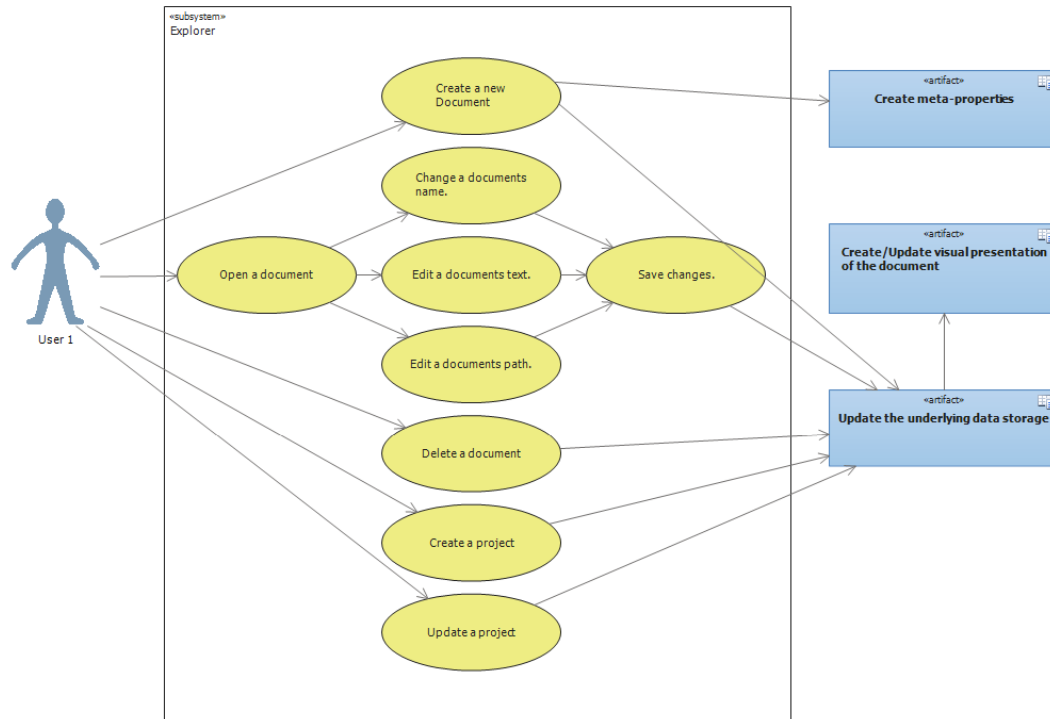 «subsystem»
Explorer
Create a new
Document
«artifact»
Create meta-properties
Change a documents
name.
«artifact»
Create/Update visual presentation
of the document
Open a document
Edit a documents text.
Save changes.
User 1
Edit a documents path.
«artifact»
Update the underlying data storage
Delete a document
Create a project
Update a project